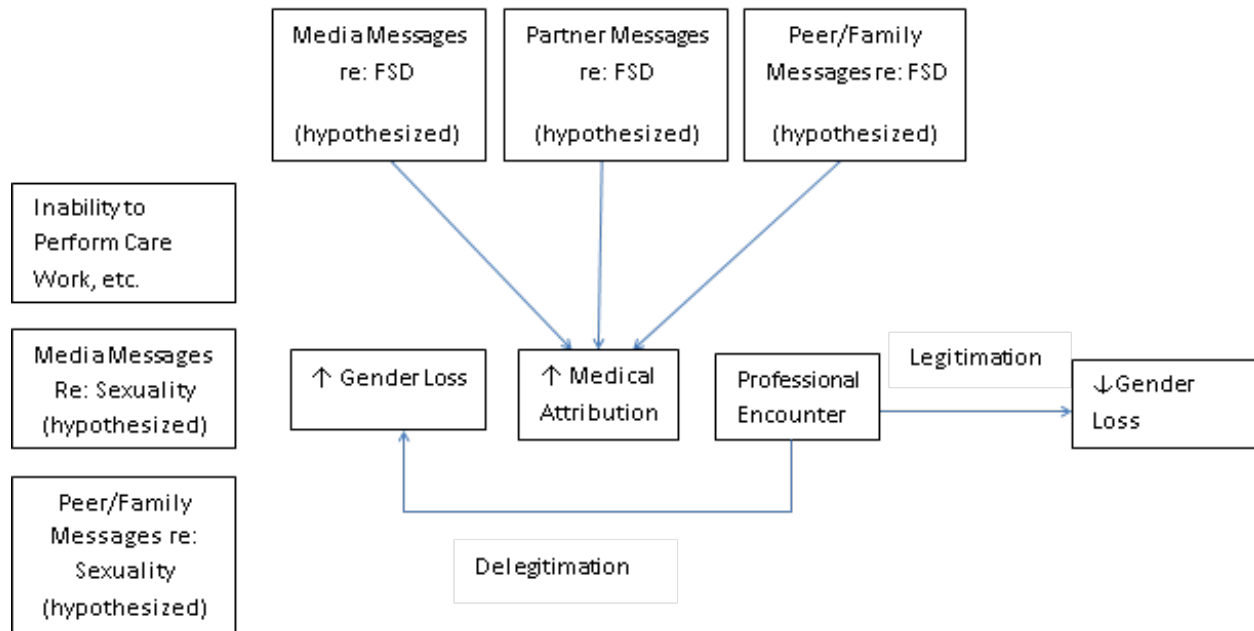 Media Messages
re: FSD
(hypothesized)
Partner Messages
re: FSD
(hypothesized)
Peer/Family
Messages re: FSD
(hypothesized)
Inability to
Perform Care
Work, etc.
Media Messages
Re: Sexuality
(hypothesized)
↑ Gender Loss
↑ Medical
Attribution
Professional
Encounter
Legitimation
↓Gender
Loss
Peer/Family
Messages re:
Sexuality
(hypothesized)
Delegitimation